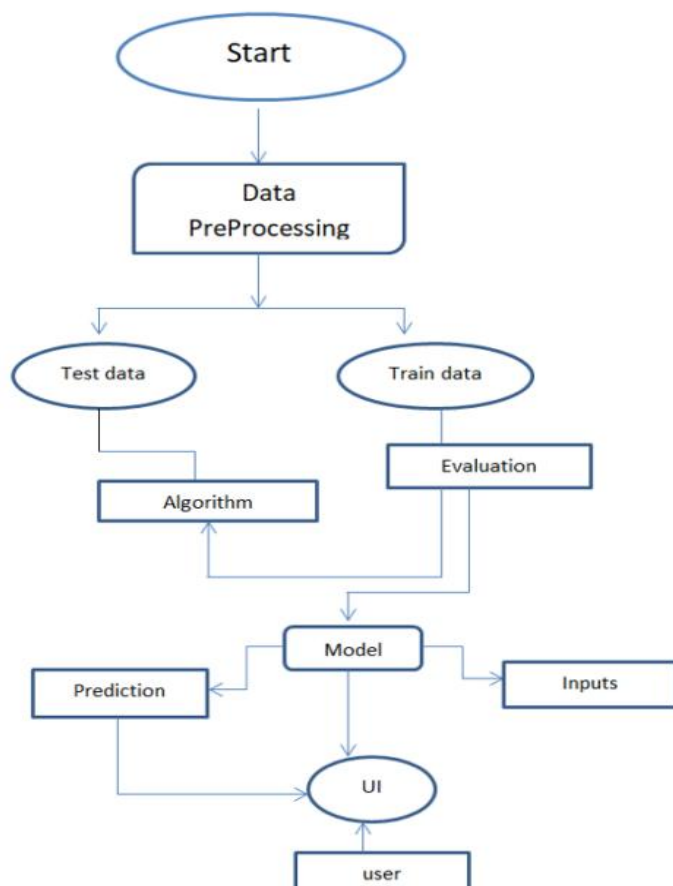 Start
Data
PreProcessing
Test data
Train data
Evaluation
Algorithm
Model
Prediction
Inputs
UI
user